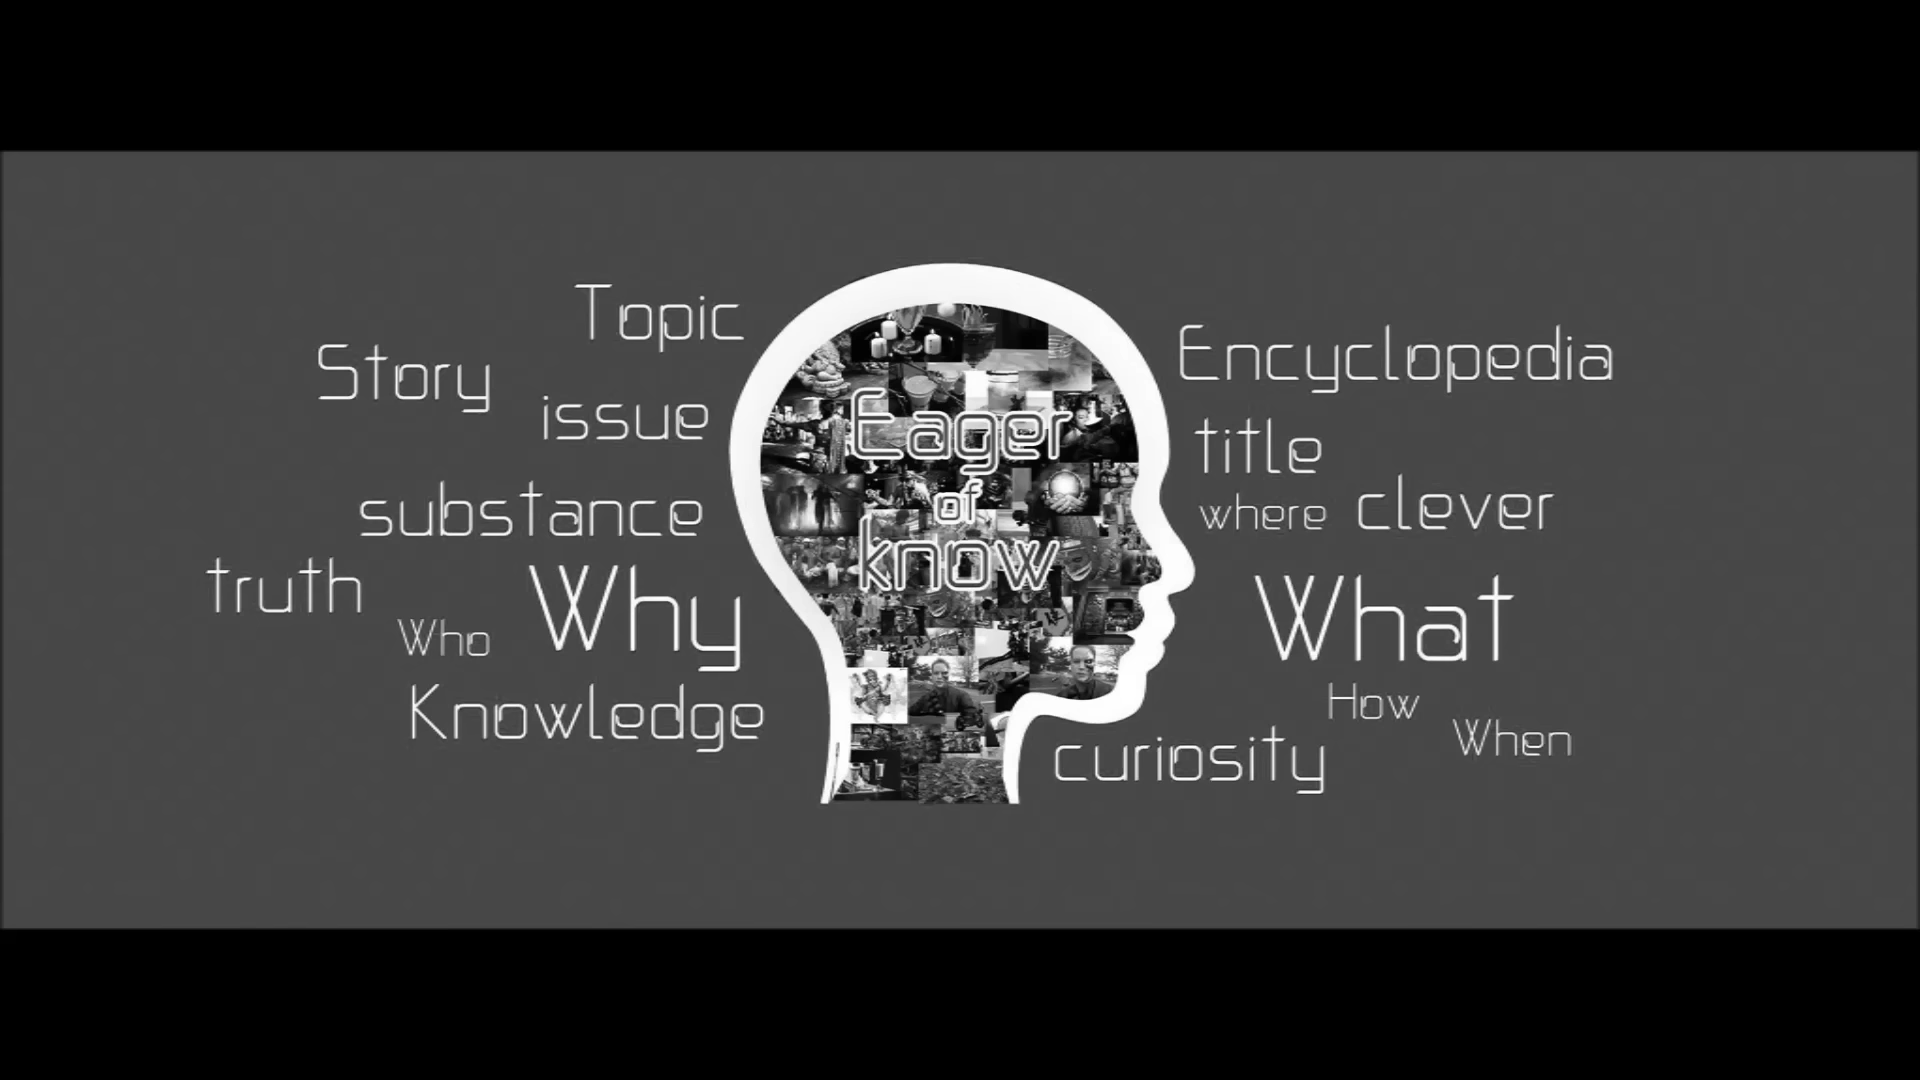 Topic
Story
issue
substance
truth
Who
Why
Knowledge
Eager
of
know
Encyclopedia
title
where
clever
What
How
When
curiosity